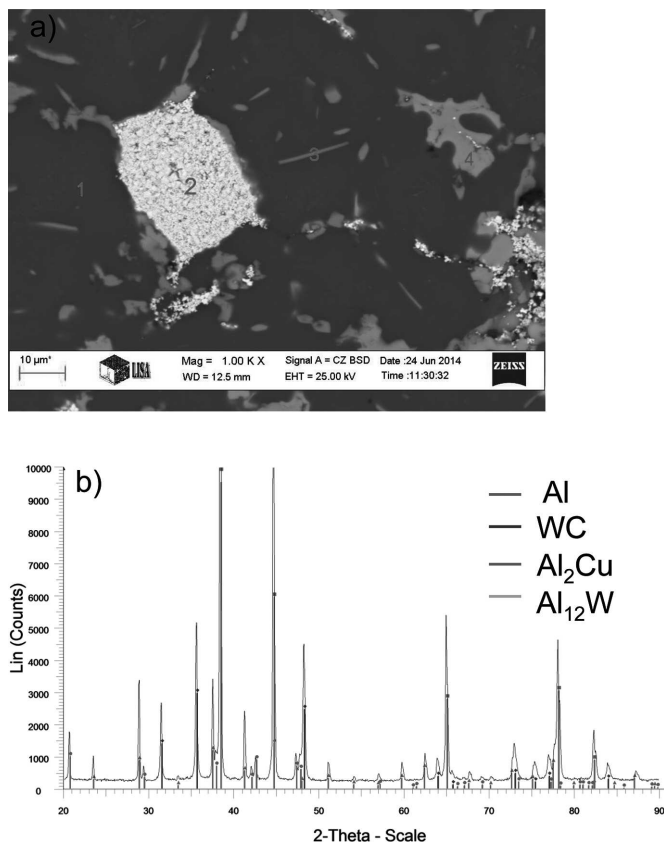 a)
1
2
3
4
10 µm*
LISA
Mag = 1.00 K X
WD = 12.5 mm
Signal A = CZ BSD
EHT = 25.00 kV
Date :24 Jun 2014
Time :11:30:32
ZEISS
b)
Al
WC
Al₂Cu
Al₁₂W
Lin (Counts)
10000
9000
8000
7000
6000
5000
4000
3000
2000
1000
0
20 30 40 50 60 70 80 90
2-Theta - Scale